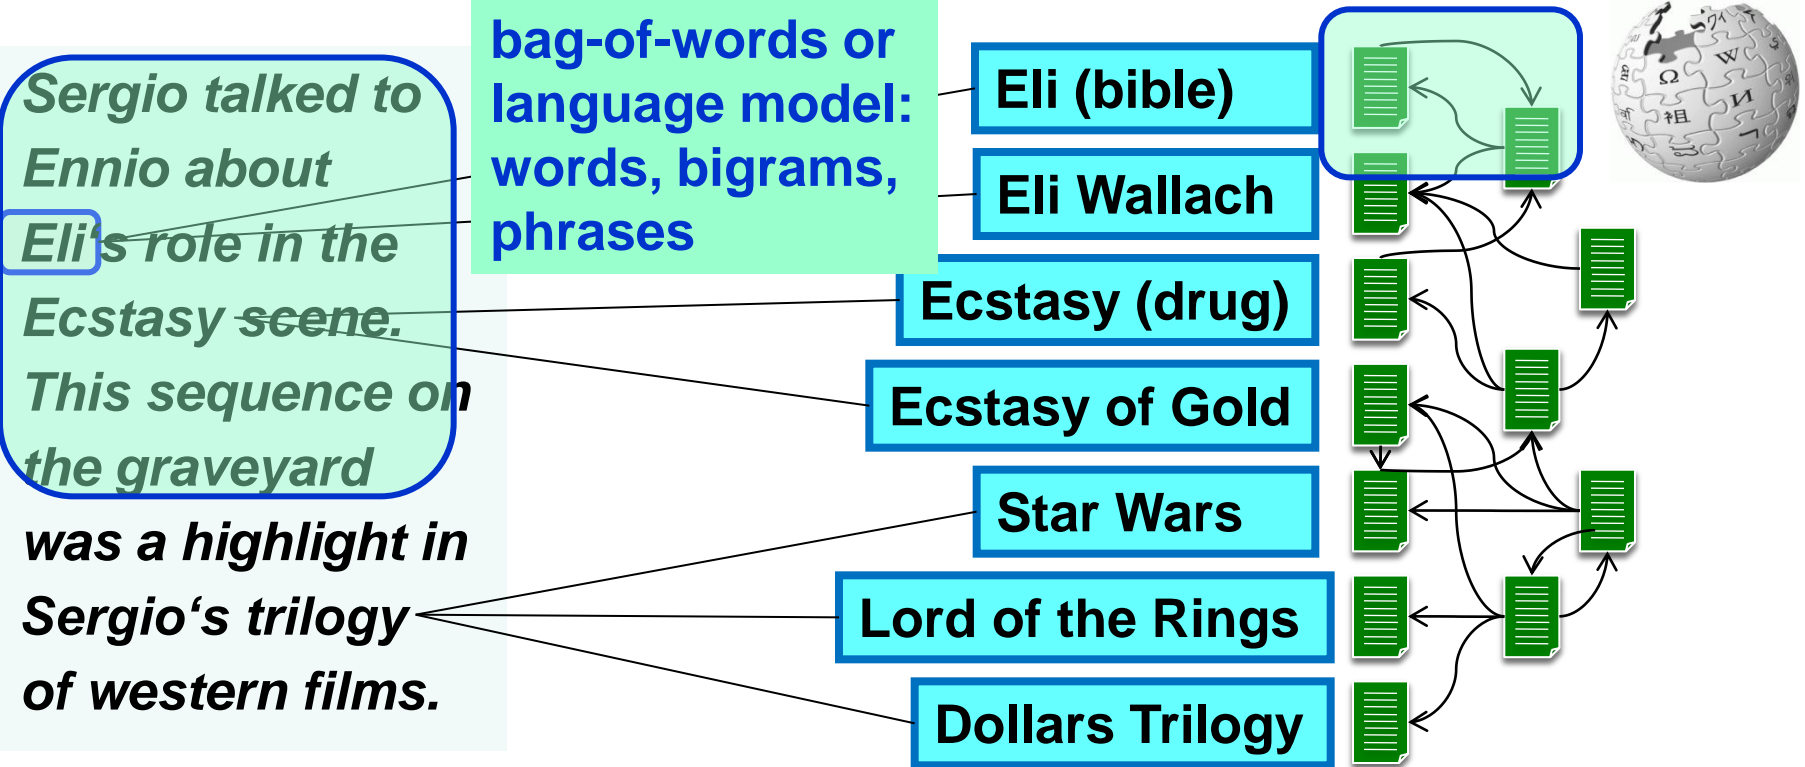 Sergio talked to
Ennio about
Eli‘s role in the
Ecstasy scene.
This sequence on
the graveyard
was a highlight in
Sergio‘s trilogy
of western films.
bag-of-words or
language model:
words, bigrams,
phrases
Eli (bible)
Eli Wallach
Ecstasy (drug)
Ecstasy of Gold
Star Wars
Lord of the Rings
Dollars Trilogy
Ω W
祖 И